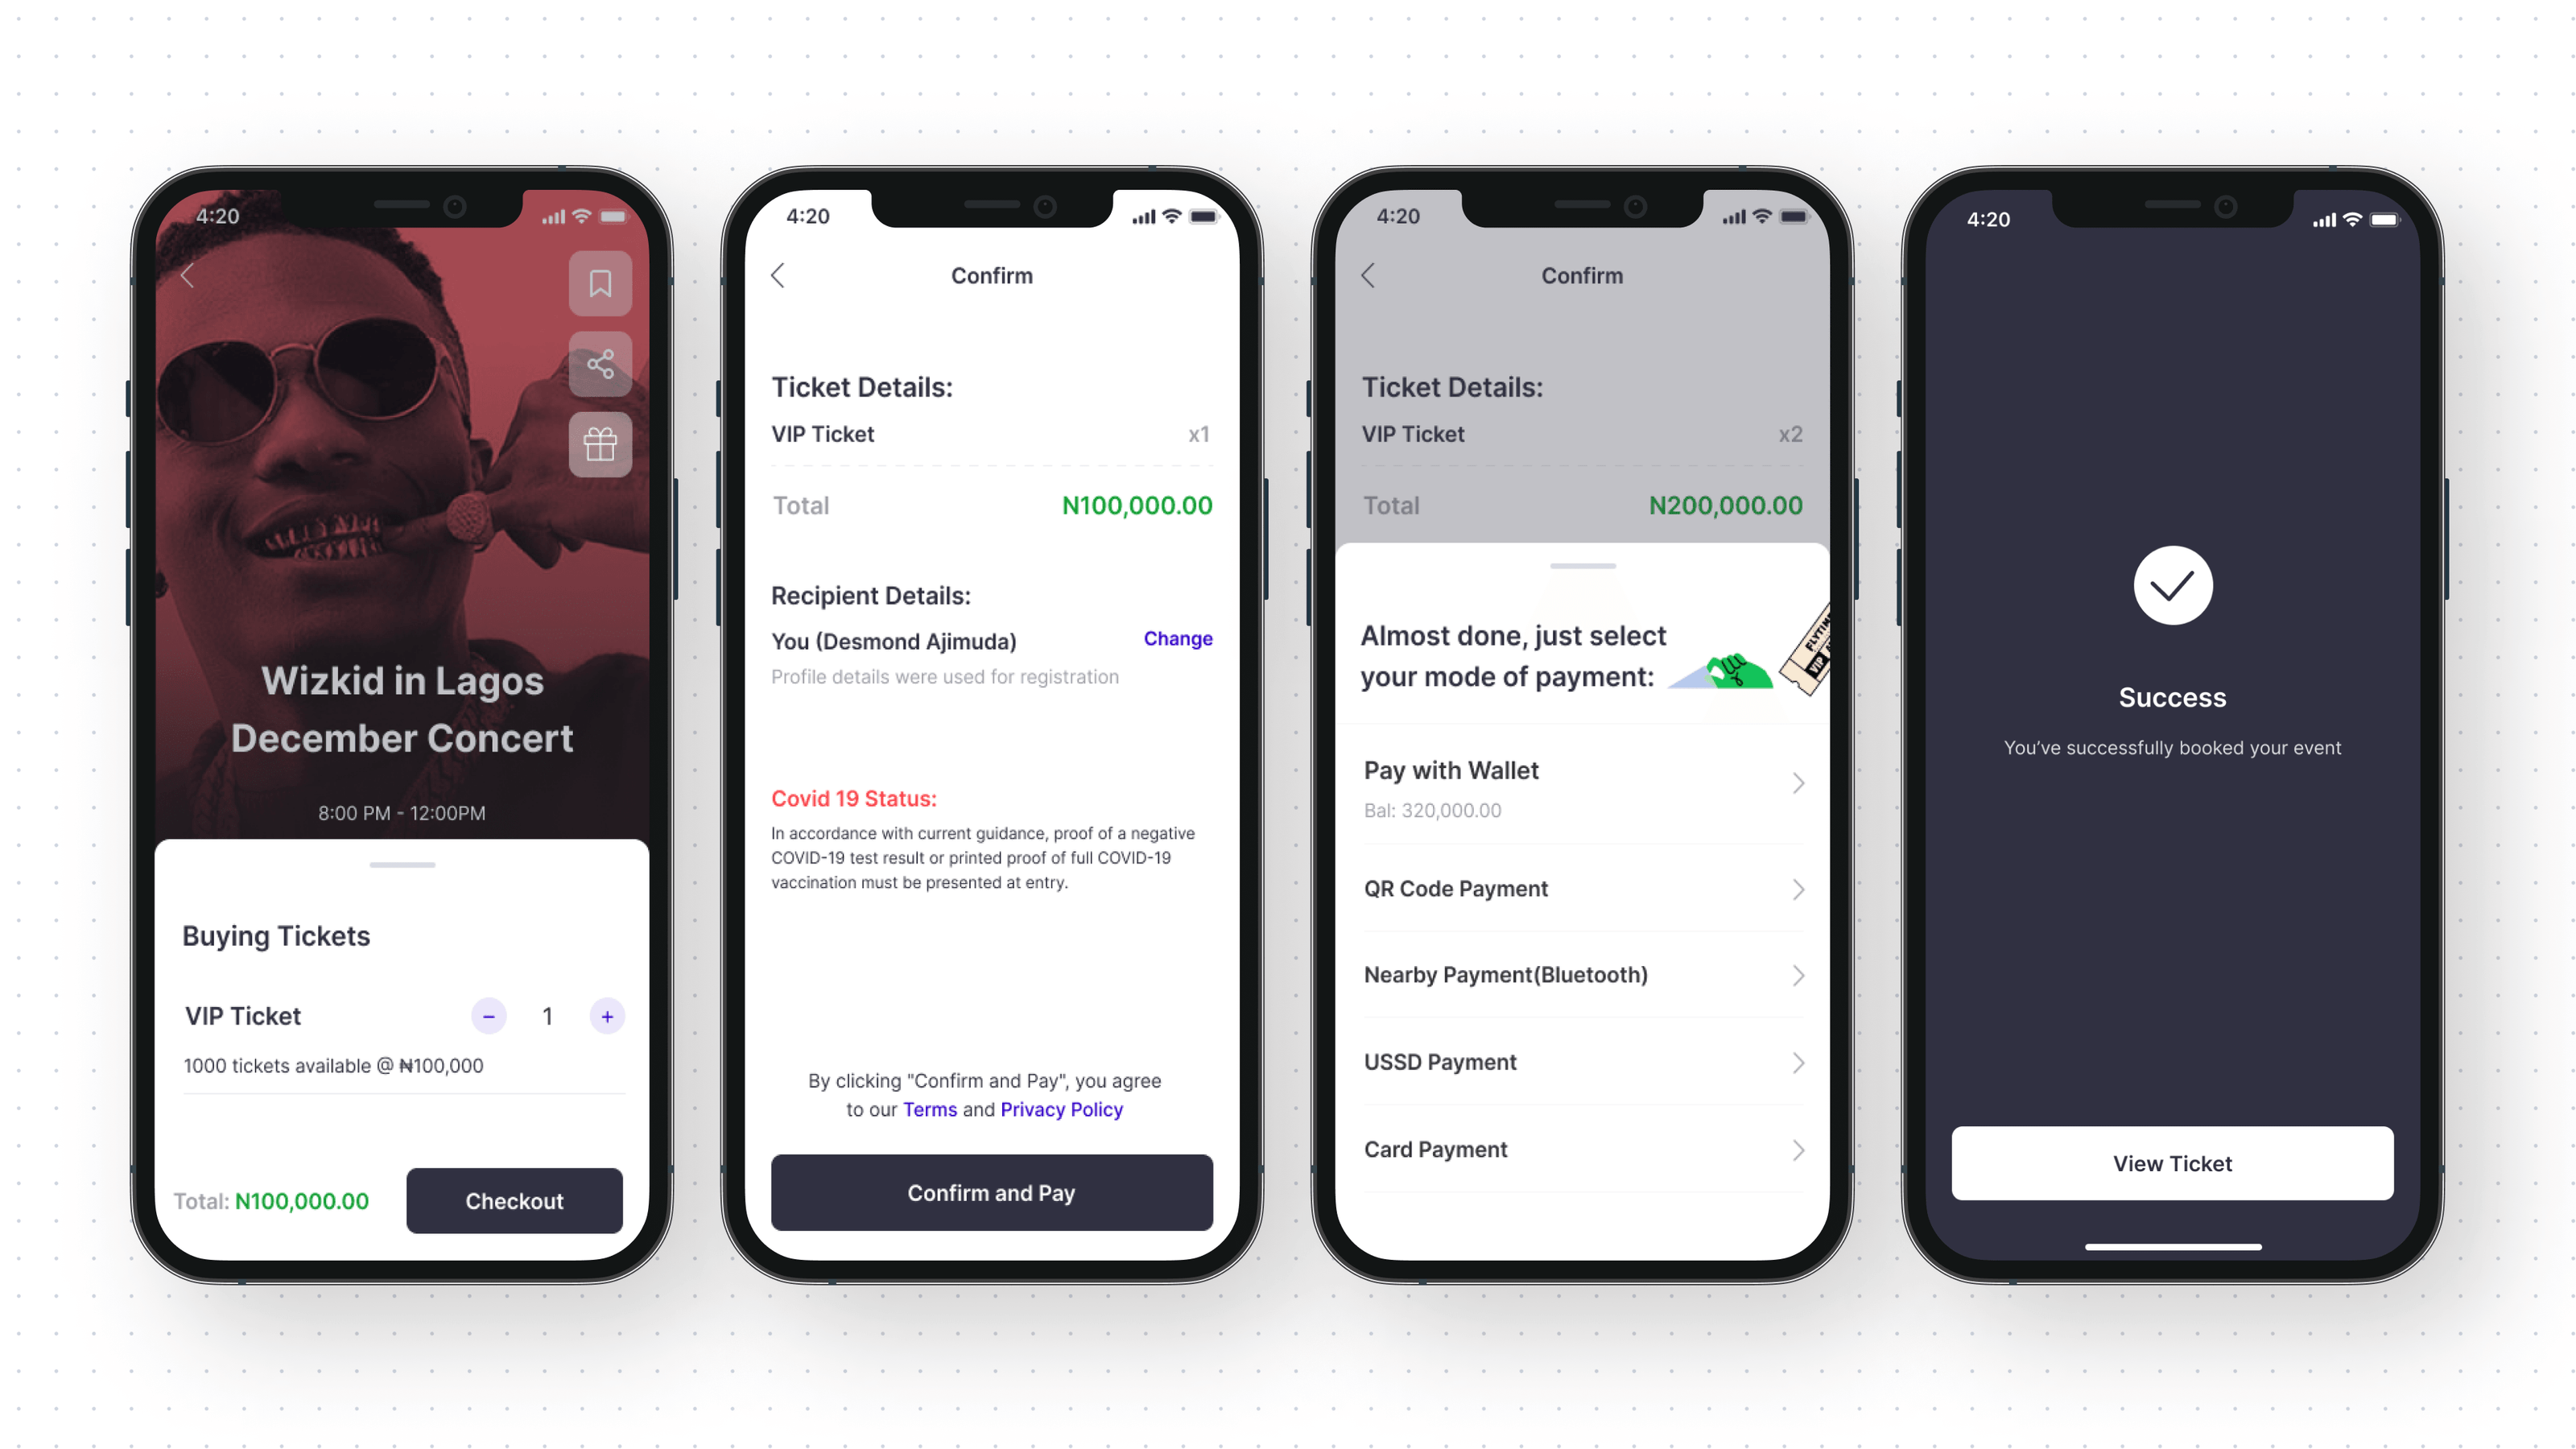 4:20
Wizkid in Lagos
December Concert
8:00 PM - 12:00PM
Buying Tickets
VIP Ticket
− 1 +
1000 tickets available @ ₦100,000
Total: N100,000.00
Checkout
4:20
Confirm
Ticket Details:
VIP Ticket x1
Total N100,000.00
Recipient Details:
You (Desmond Ajimuda) Change
Profile details were used for registration
Covid 19 Status:
In accordance with current guidance, proof of a negative
COVID-19 test result or printed proof of full COVID-19
vaccination must be presented at entry.
By clicking "Confirm and Pay", you agree
to our Terms and Privacy Policy
Confirm and Pay
4:20
Confirm
Ticket Details:
VIP Ticket x2
Total N200,000.00
Almost done, just select
your mode of payment:
VIP
Pay with Wallet
Bal: 320,000.00
QR Code Payment
Nearby Payment(Bluetooth)
USSD Payment
Card Payment
4:20
Success
You’ve successfully booked your event
View Ticket